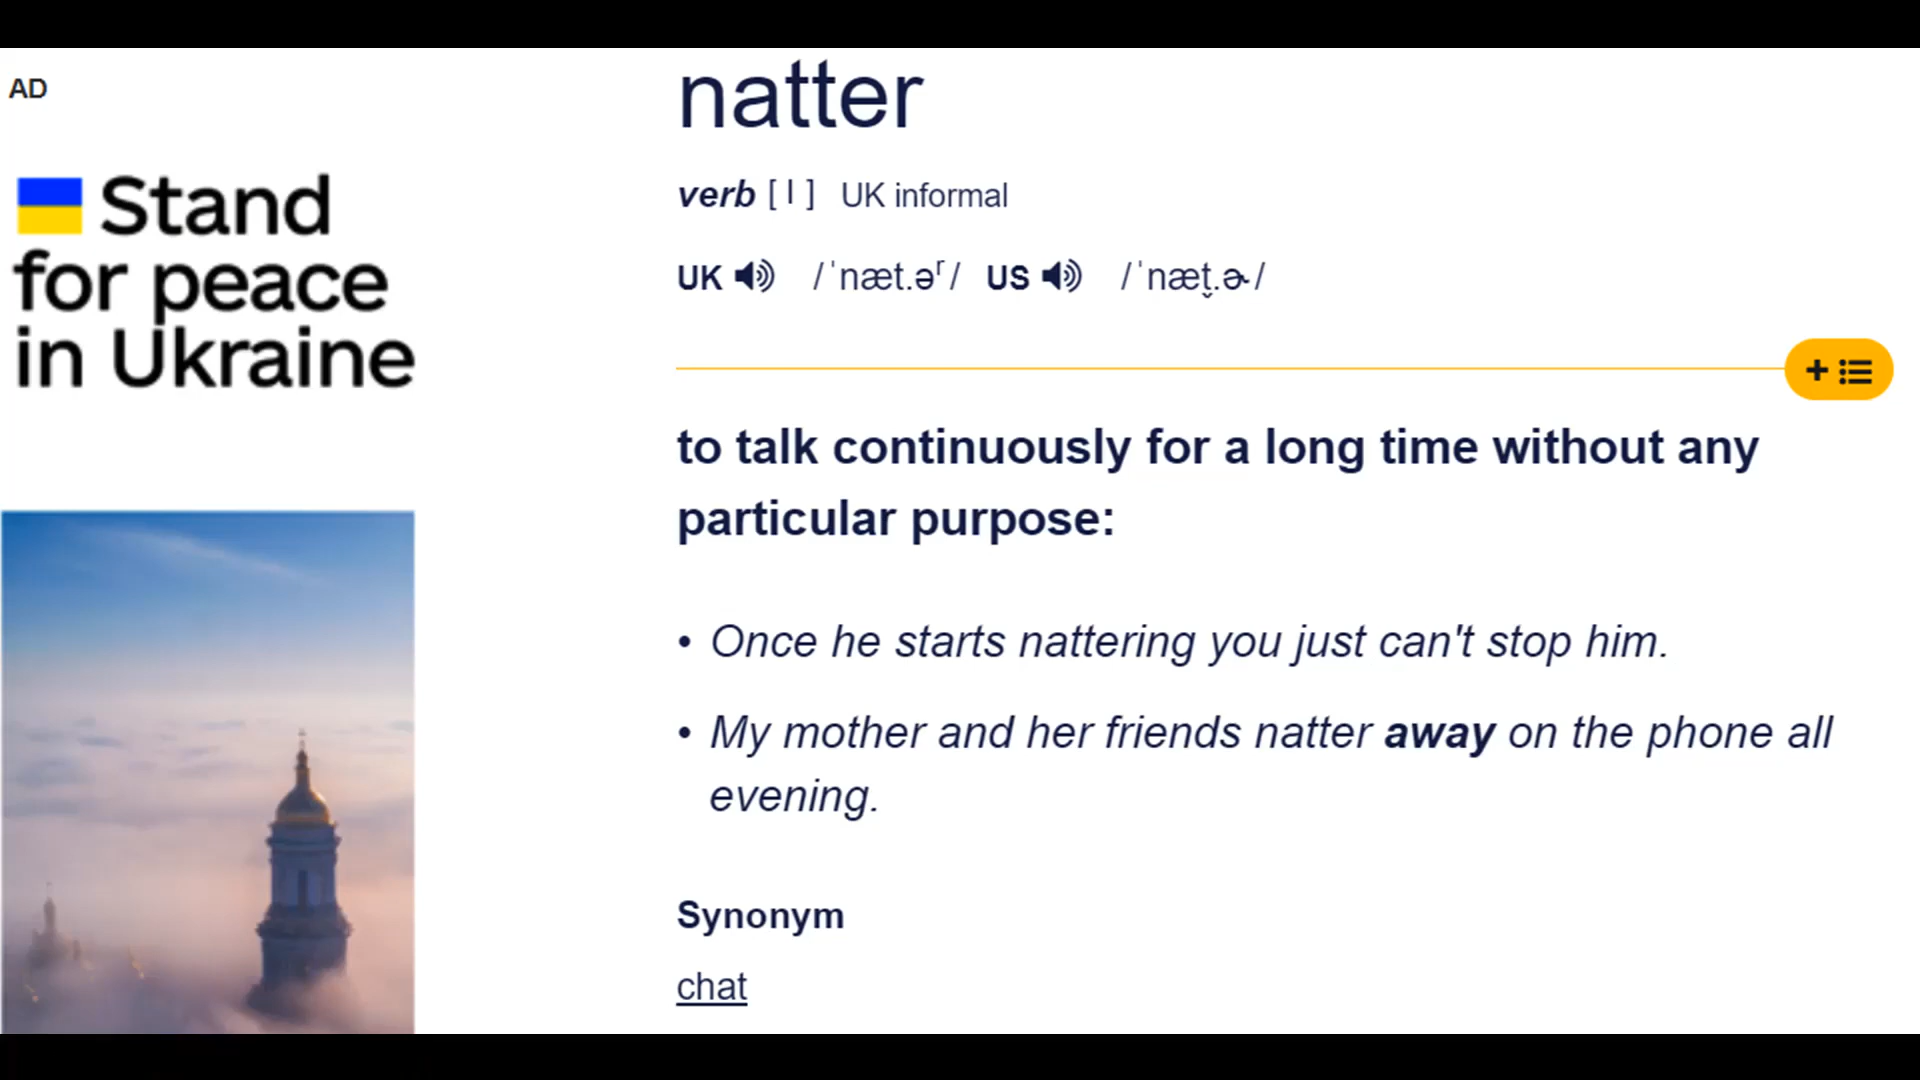 AD
Stand
for peace
in Ukraine
natter
verb [ I ] UK informal
UK /ˈnæt.əʳ/ US /ˈnæt̬.ɚ/
+
to talk continuously for a long time without any
particular purpose:
• Once he starts nattering you just can't stop him.
• My mother and her friends natter away on the phone all
evening.
Synonym
chat